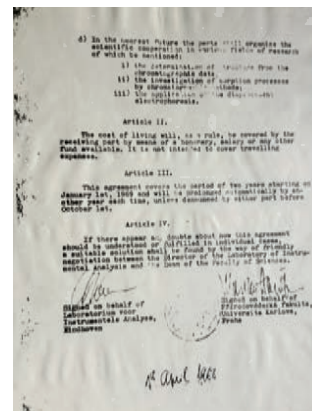 d) In the nearest future the parts will organize the
scientific cooperation in various fields of research
of which be mentioned:
i) the determination of structure from the
chromatographic data,
ii) the investigation of sorption processes
by chromatographic methods,
iii) the application of the
electrophoresis.
Article II.
The cost of living will, as a rule, be covered by the
receiving part by means of a honorary, salary or any other
fund available. It is not intended to cover travelling
expenses.
Article III.
This agreement covers the period of two years starting on
January 1st, 1969 and will be prolonged automatically by an-
other year each time, unless denounced by either part before
October 1st.
Article IV.
If there appear any doubts about how this agreement
should be understood or fulfilled in individual cases,
a suitable solution shall be found by the way of friendly
negotiation between the Director of the Laboratory of Instru-
mental Analysis and the Dean of the Faculty of Sciences.
Signed on behalf of
Laboratorium voor
Instrumentele Analyse,
Eindhoven
Signed on behalf of
Přírodovědecká fakulta,
Universita Karlova,
Praha
April